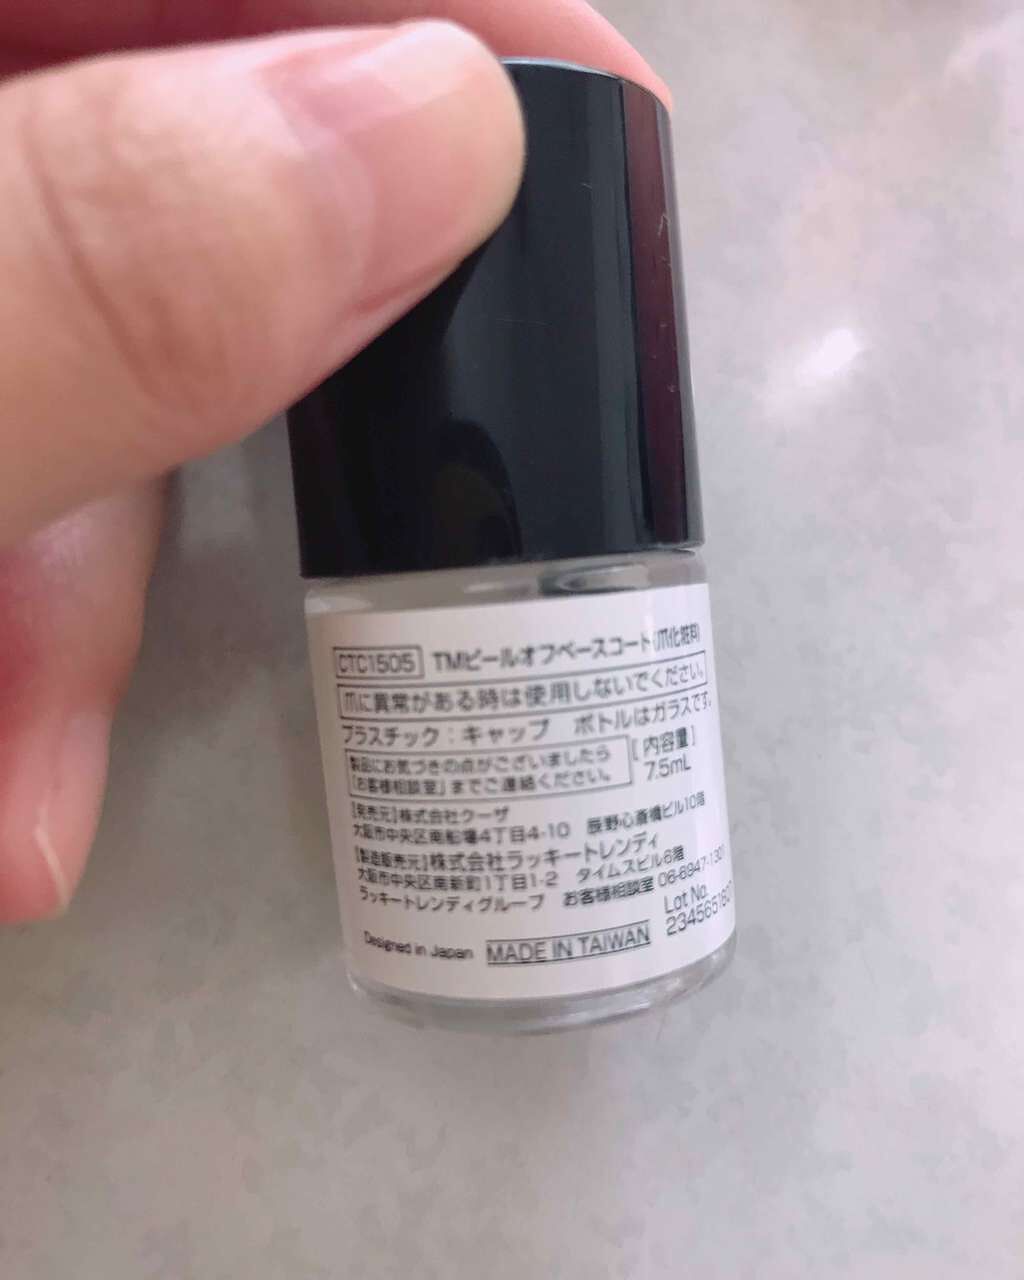 CTC1505 TMピールオフベースコート(爪化粧料)
爪に異常がある時は使用しないでください。
プラスチック：キャップ　ボトルはガラスです。
製品にお気づきの点がございましたら
「お客様相談室」までご連絡ください。
[内容量]
7.5mL
【発売元】株式会社クーザ
大阪市中央区南船場4丁目4-10　辰野心斎橋ビル10階
【製造販売元】株式会社ラッキートレンディ
大阪市中央区南新町1丁目1-2　タイムスビル6階
ラッキートレンディグループ　お客様相談室 06-6947-1301
Lot No.
Designed in Japan MADE IN TAIWAN